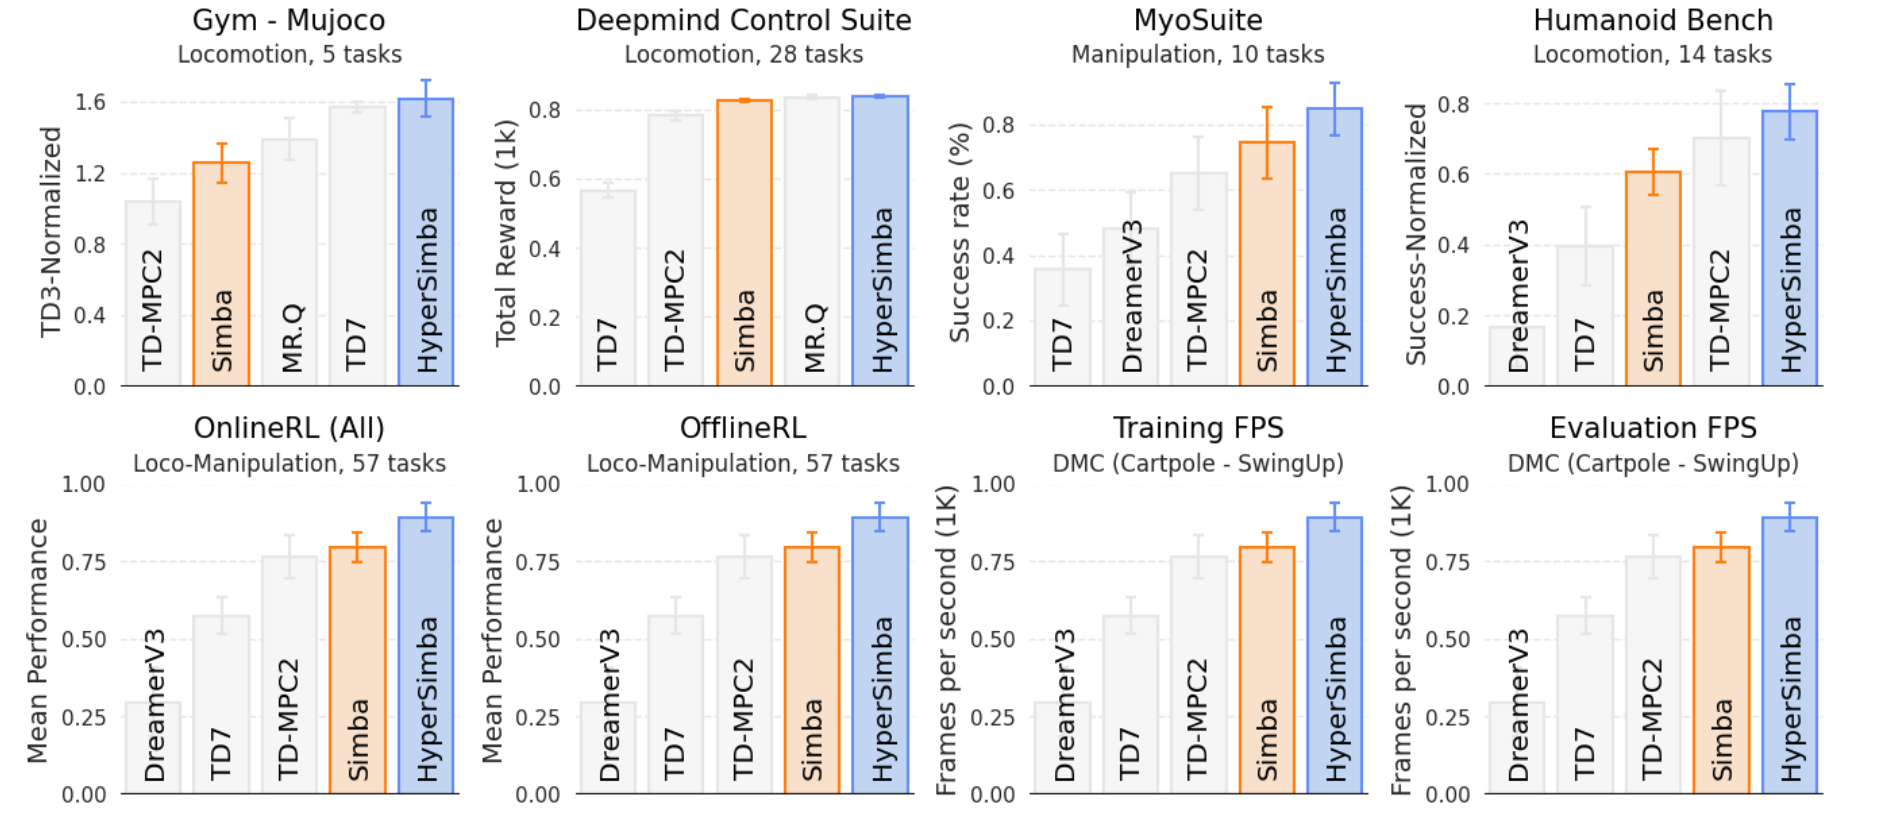 Gym - Mujoco
Locomotion, 5 tasks
TD3-Normalized
1.6
1.2
0.8
0.4
0.0
TD-MPC2
Simba
MR.Q
TD7
HyperSimba
Deepmind Control Suite
Locomotion, 28 tasks
Total Reward (1k)
0.8
0.6
0.4
0.2
0.0
TD7
TD-MPC2
Simba
MR.Q
HyperSimba
MyoSuite
Manipulation, 10 tasks
Success rate (%)
0.8
0.6
0.4
0.2
0.0
TD7
DreamerV3
TD-MPC2
Simba
HyperSimba
Humanoid Bench
Locomotion, 14 tasks
Success-Normalized
0.8
0.6
0.4
0.2
0.0
DreamerV3
TD7
Simba
TD-MPC2
HyperSimba
OnlineRL (All)
Loco-Manipulation, 57 tasks
Mean Performance
1.00
0.75
0.50
0.25
0.00
DreamerV3
TD7
TD-MPC2
Simba
HyperSimba
OfflineRL
Loco-Manipulation, 57 tasks
Mean Performance
1.00
0.75
0.50
0.25
0.00
DreamerV3
TD7
TD-MPC2
Simba
HyperSimba
Training FPS
DMC (Cartpole - SwingUp)
Frames per second (1K)
1.00
0.75
0.50
0.25
0.00
DreamerV3
TD7
TD-MPC2
Simba
HyperSimba
Evaluation FPS
DMC (Cartpole - SwingUp)
Frames per second (1K)
1.00
0.75
0.50
0.25
0.00
DreamerV3
TD7
TD-MPC2
Simba
HyperSimba